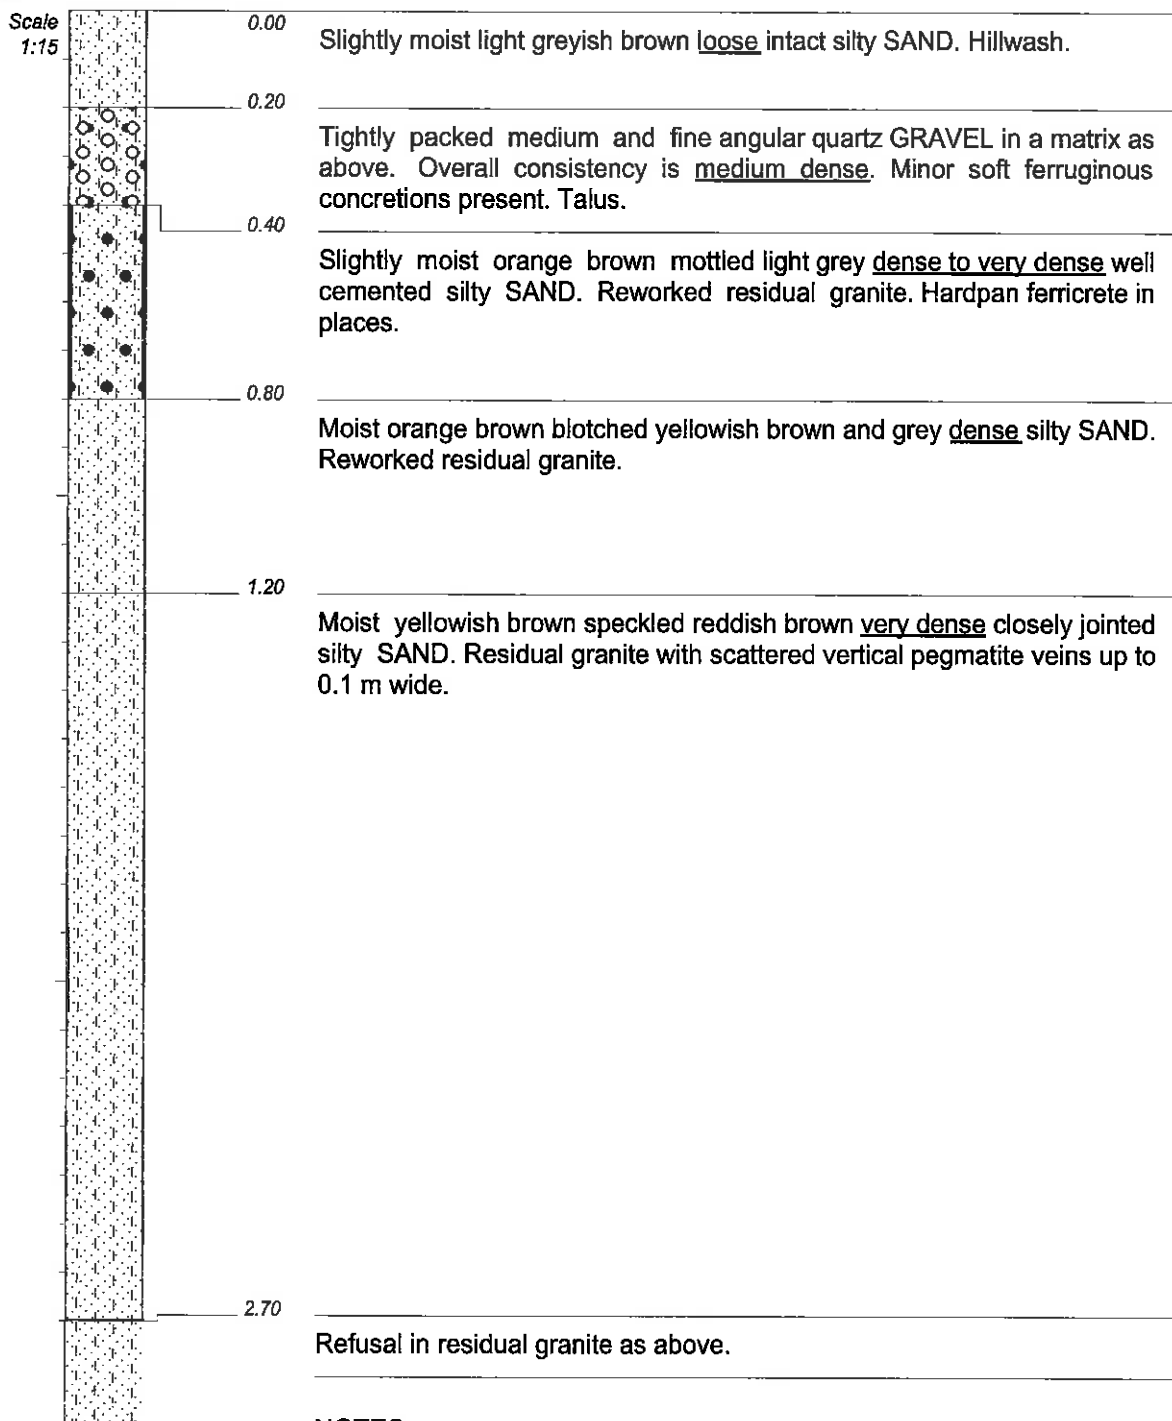 Scale
1:15
0.00
Slightly moist light greyish brown loose intact silty SAND. Hillwash.
0.20
Tightly packed medium and fine angular quartz GRAVEL in a matrix as
above. Overall consistency is medium dense. Minor soft ferruginous
concretions present. Talus.
0.40
Slightly moist orange brown mottled light grey dense to very dense well
cemented silty SAND. Reworked residual granite. Hardpan ferricrete in
places.
0.80
Moist orange brown blotched yellowish brown and grey dense silty SAND.
Reworked residual granite.
1.20
Moist yellowish brown speckled reddish brown very dense closely jointed
silty SAND. Residual granite with scattered vertical pegmatite veins up to
0.1 m wide.
2.70
Refusal in residual granite as above.